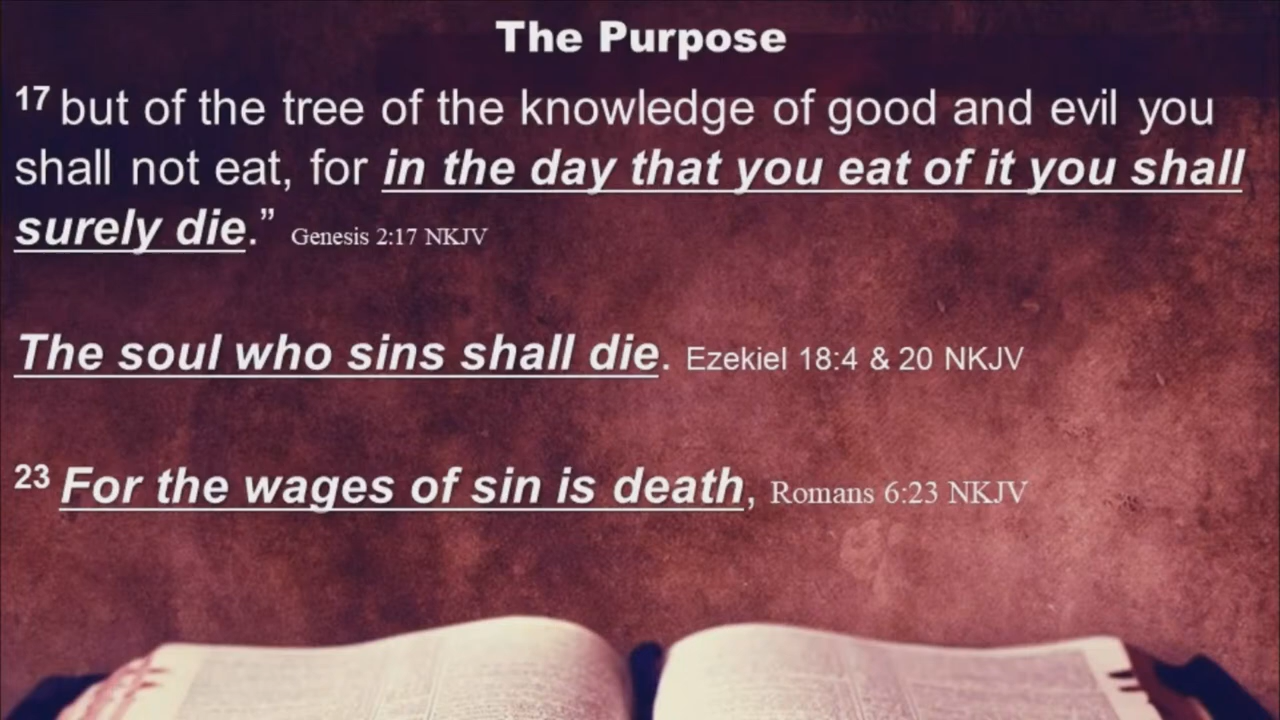 The Purpose
17 but of the tree of the knowledge of good and evil you
shall not eat, for in the day that you eat of it you shall
surely die.” Genesis 2:17 NKJV
The soul who sins shall die. Ezekiel 18:4 & 20 NKJV
23 For the wages of sin is death, Romans 6:23 NKJV